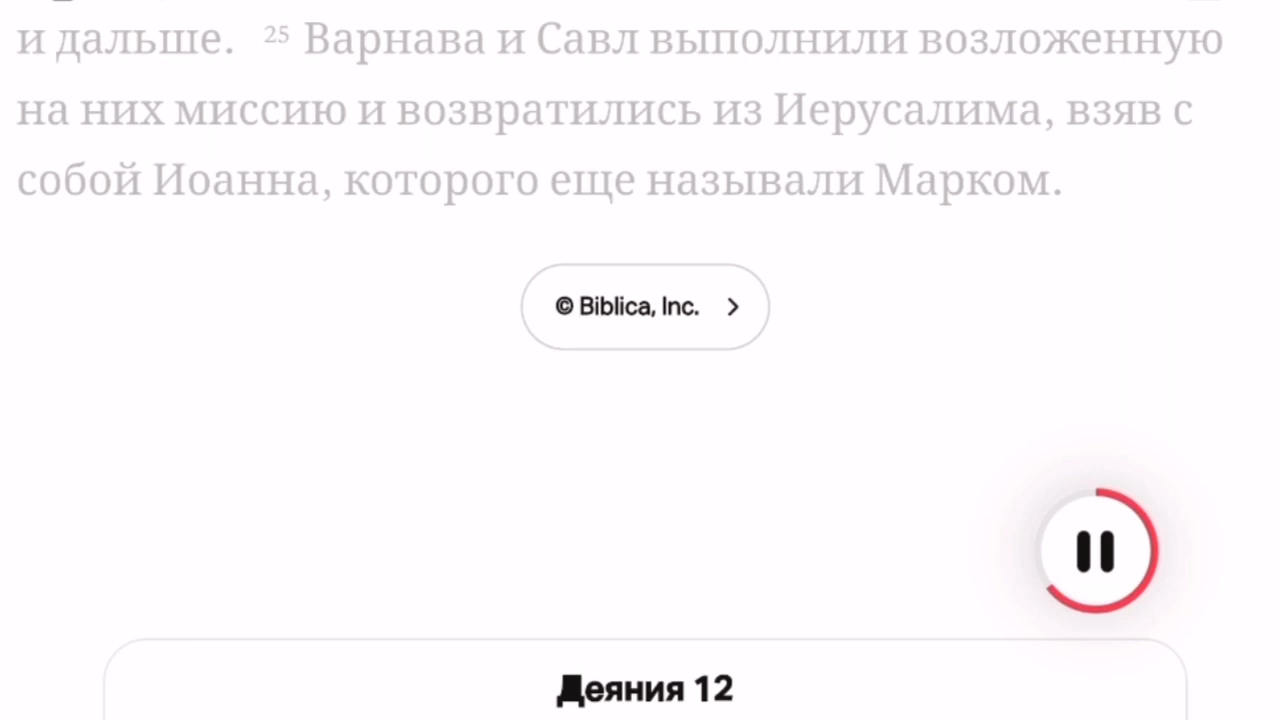 и дальше. 25 Варнава и Савл выполнили возложенную
на них миссию и возвратились из Иерусалима, взяв с
собой Иоанна, которого еще называли Марком.
© Biblica, Inc.
Деяния 12